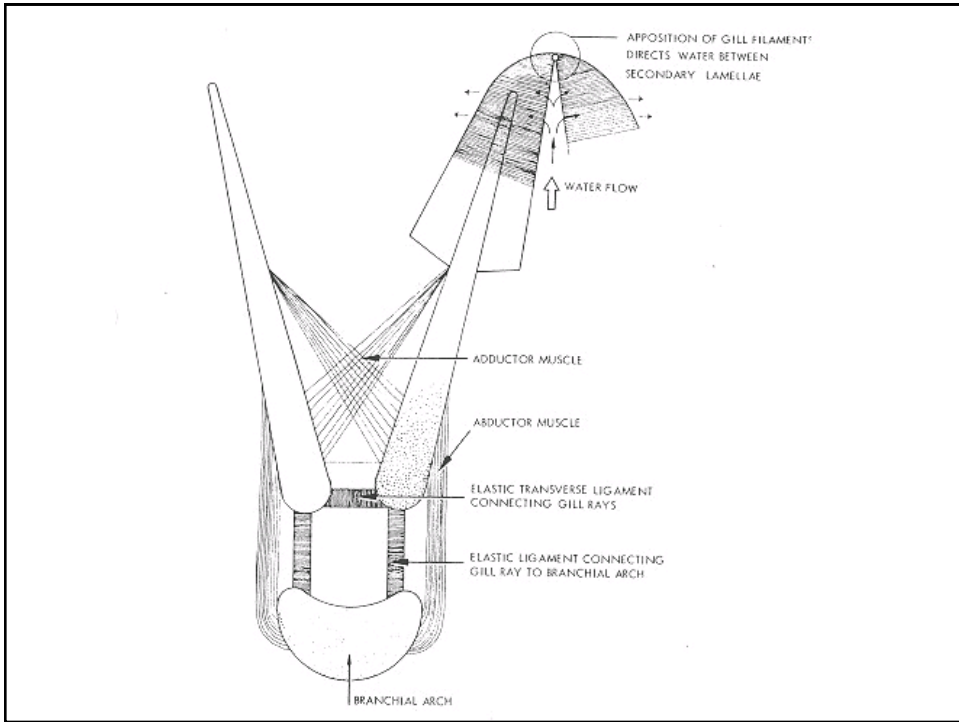 APPOSITION OF GILL FILAMENTS
DIRECTS WATER BETWEEN
SECONDARY LAMELLAE
WATER FLOW
ADDUCTOR MUSCLE
ABDUCTOR MUSCLE
ELASTIC TRANSVERSE LIGAMENT
CONNECTING GILL RAYS
ELASTIC LIGAMENT CONNECTING
GILL RAY TO BRANCHIAL ARCH
BRANCHIAL ARCH